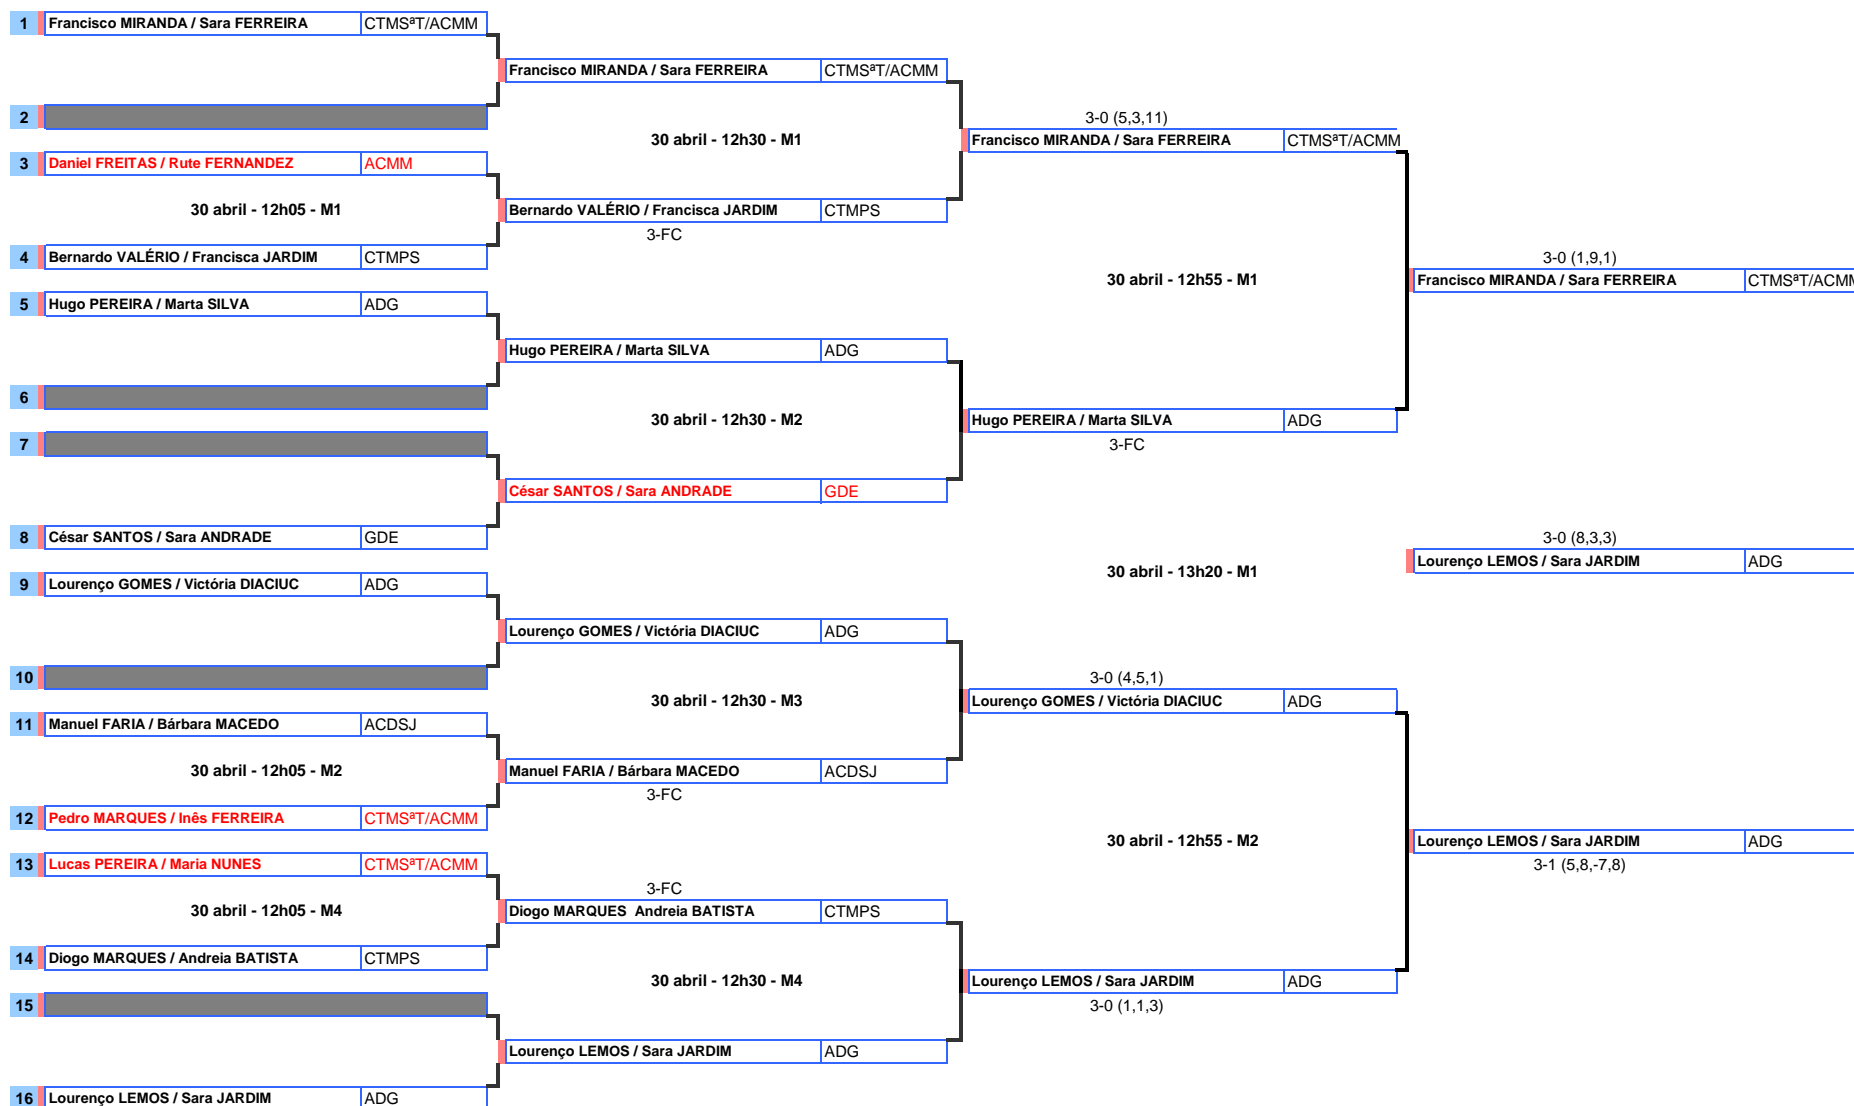 1 Francisco MIRANDA / Sara FERREIRA CTMSªT/ACMM
Francisco MIRANDA / Sara FERREIRA CTMSªT/ACMM
2
3-0 (5,3,11)
30 abril - 12h30 - M1
Francisco MIRANDA / Sara FERREIRA CTMSªT/ACMM
3 Daniel FREITAS / Rute FERNANDEZ ACMM
30 abril - 12h05 - M1
Bernardo VALÉRIO / Francisca JARDIM CTMPS
3-FC
4 Bernardo VALÉRIO / Francisca JARDIM CTMPS
3-0 (1,9,1)
30 abril - 12h55 - M1
Francisco MIRANDA / Sara FERREIRA CTMSªT/ACMM
5 Hugo PEREIRA / Marta SILVA ADG
Hugo PEREIRA / Marta SILVA ADG
6
30 abril - 12h30 - M2
Hugo PEREIRA / Marta SILVA ADG
7
3-FC
César SANTOS / Sara ANDRADE GDE
8 César SANTOS / Sara ANDRADE GDE
3-0 (8,3,3)
30 abril - 13h20 - M1
Lourenço LEMOS / Sara JARDIM ADG
9 Lourenço GOMES / Victória DIACIUC ADG
Lourenço GOMES / Victória DIACIUC ADG
10
3-0 (4,5,1)
30 abril - 12h30 - M3
Lourenço GOMES / Victória DIACIUC ADG
11 Manuel FARIA / Bárbara MACEDO ACDSJ
30 abril - 12h05 - M2
Manuel FARIA / Bárbara MACEDO ACDSJ
3-FC
12 Pedro MARQUES / Inês FERREIRA CTMSªT/ACMM
30 abril - 12h55 - M2
Lourenço LEMOS / Sara JARDIM ADG
3-1 (5,8,-7,8)
13 Lucas PEREIRA / Maria NUNES CTMSªT/ACMM
3-FC
30 abril - 12h05 - M4
Diogo MARQUES Andreia BATISTA CTMPS
14 Diogo MARQUES / Andreia BATISTA CTMPS
30 abril - 12h30 - M4
Lourenço LEMOS / Sara JARDIM ADG
15
3-0 (1,1,3)
Lourenço LEMOS / Sara JARDIM ADG
16 Lourenço LEMOS / Sara JARDIM ADG